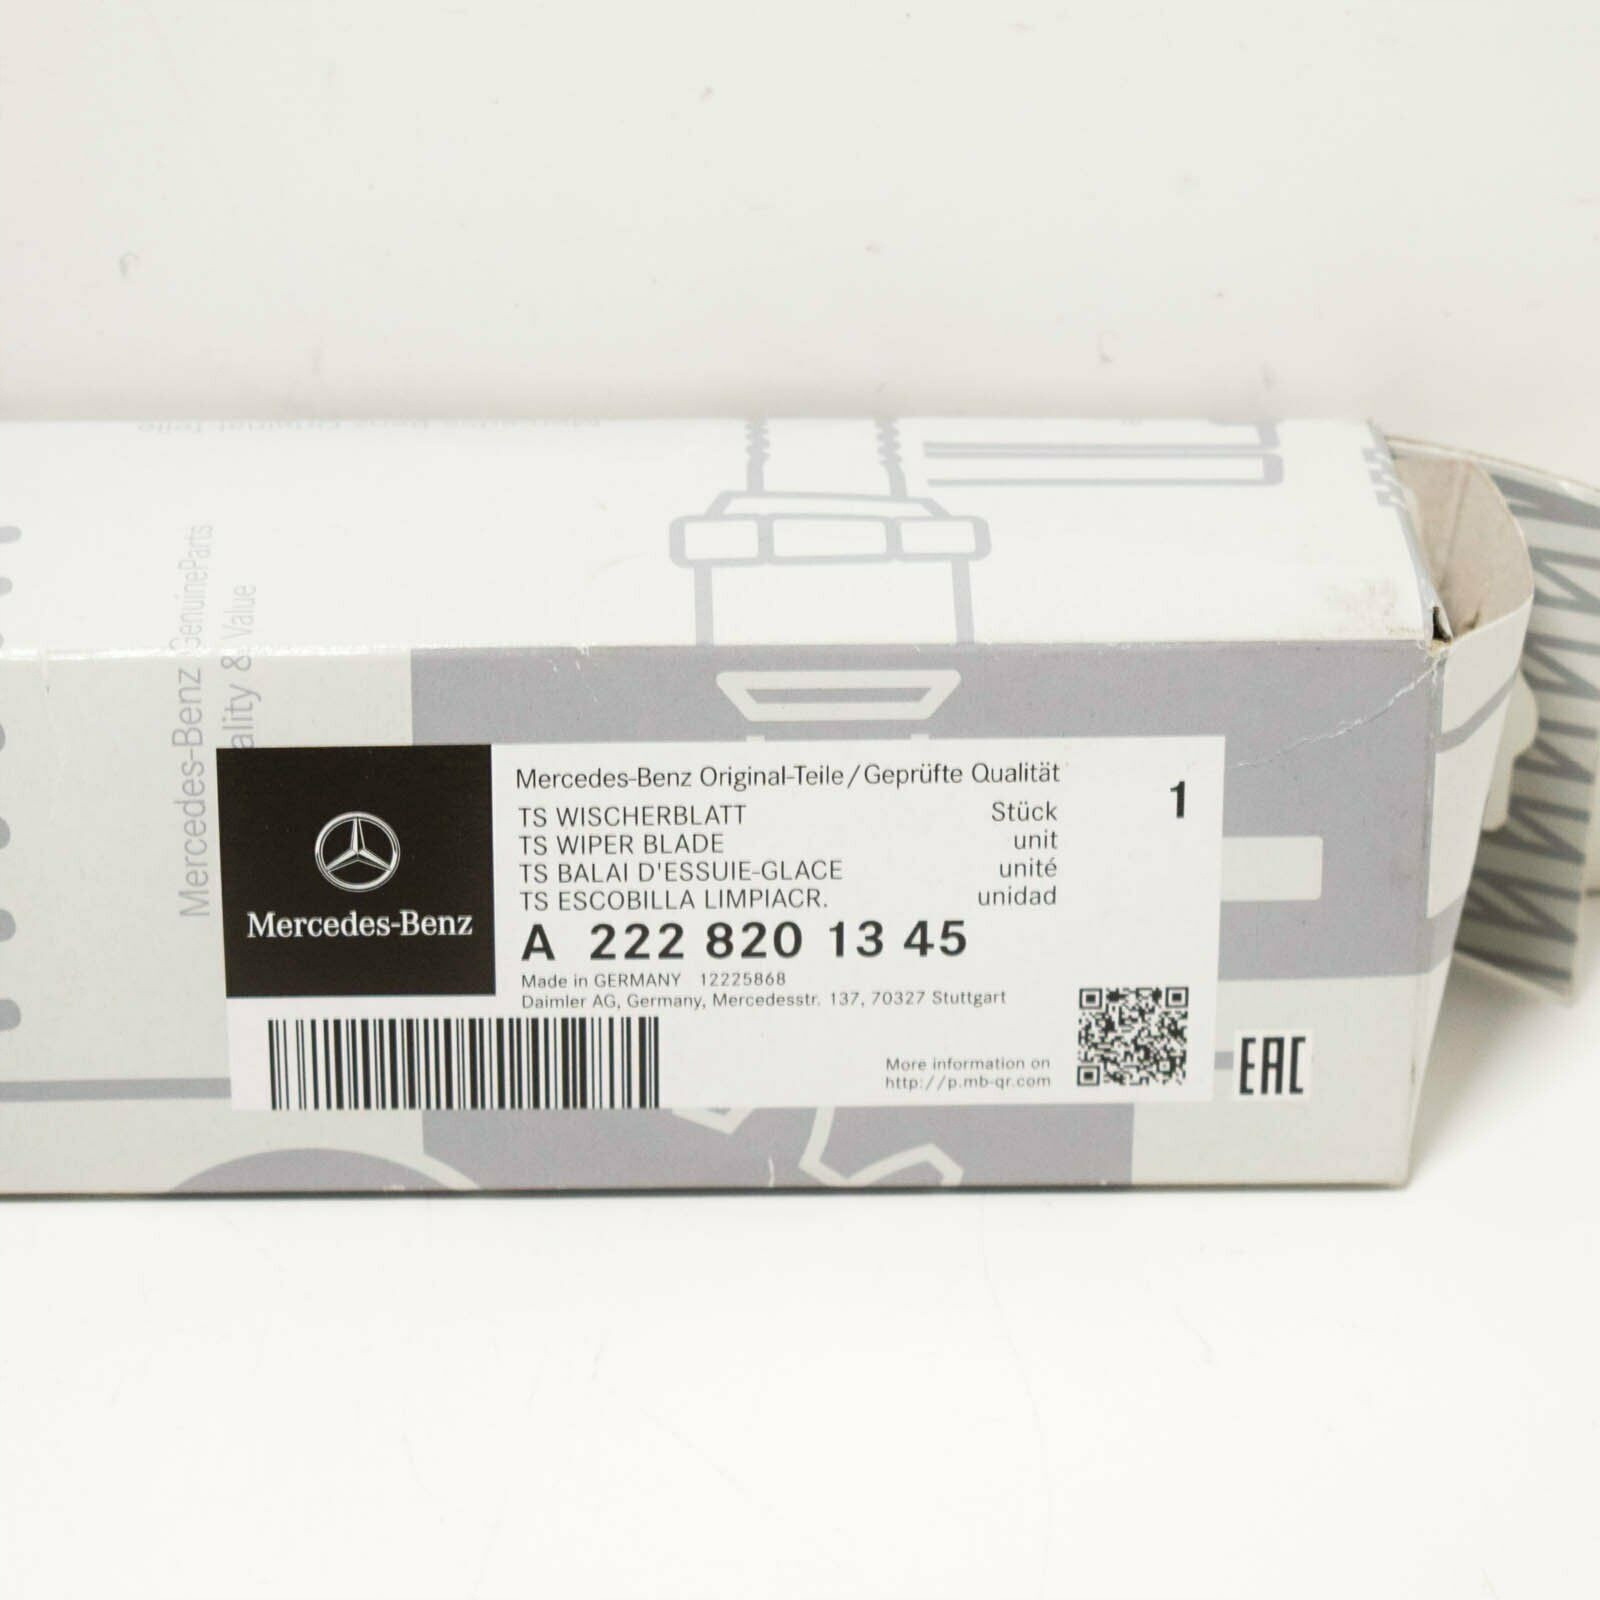 Mercedes-Benz GenuineParts
ality & Value
Mercedes-Benz
Mercedes-Benz Original-Teile/Geprüfte Qualität
TS WISCHERBLATT Stück 1
TS WIPER BLADE unit
TS BALAI D'ESSUIE-GLACE unité
TS ESCOBILLA LIMPIACR. unidad
A 222 820 13 45
Made in GERMANY 12225868
Daimler AG, Germany, Mercedesstr. 137, 70327 Stuttgart
More information on
http://p.mb-qr.com
EAC